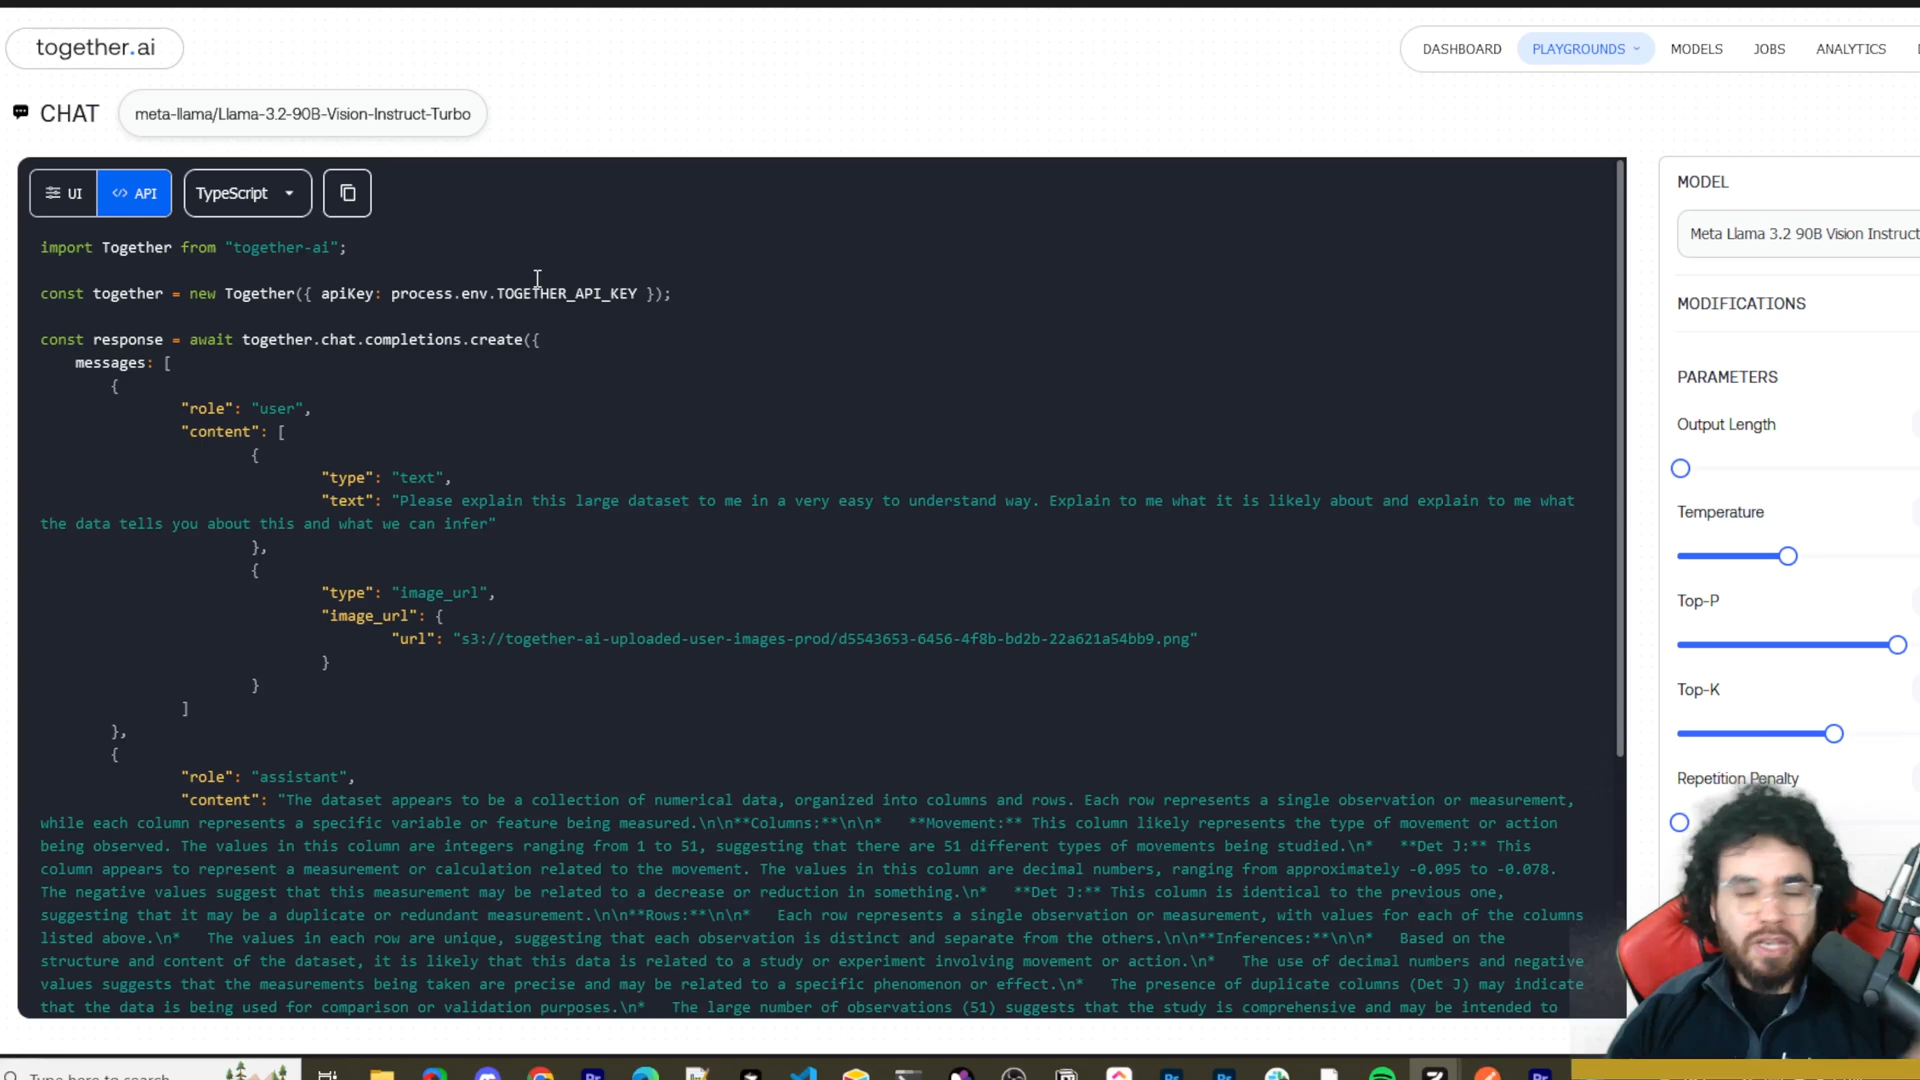 together.ai
DASHBOARD
PLAYGROUNDS
MODELS
JOBS
ANALYTICS
CHAT
meta-llama/Llama-3.2-90B-Vision-Instruct-Turbo
UI
</> API
TypeScript
import Together from "together-ai";
const together = new Together({ apiKey: process.env.TOGETHER_API_KEY });
const response = await together.chat.completions.create({
messages: [
{
"role": "user",
"content": [
{
"type": "text",
"text": "Please explain this large dataset to me in a very easy to understand way. Explain to me what it is likely about and explain to me what
the data tells you about this and what we can infer"
},
{
"type": "image_url",
"image_url": {
"url": "s3://together-ai-uploaded-user-images-prod/d5543653-6456-4f8b-bd2b-22a621a54bb9.png"
}
}
]
},
{
"role": "assistant",
"content": "The dataset appears to be a collection of numerical data, organized into columns and rows. Each row represents a single observation or measurement,
while each column represents a specific variable or feature being measured.\n\n**Columns:**\n\n*   **Movement:** This column likely represents the type of movement or action
being observed. The values in this column are integers ranging from 1 to 51, suggesting that there are 51 different types of movements being studied.\n*   **Det J:** This
column appears to represent a measurement or calculation related to the movement. The values in this column are decimal numbers, ranging from approximately -0.095 to -0.078.
The negative values suggest that this measurement may be related to a decrease or reduction in something.\n*   **Det J:** This column is identical to the previous one,
suggesting that it may be a duplicate or redundant measurement.\n\n**Rows:**\n\n*   Each row represents a single observation or measurement, with values for each of the columns
listed above.\n*   The values in each row are unique, suggesting that each observation is distinct and separate from the others.\n\n**Inferences:**\n\n*   Based on the
structure and content of the dataset, it is likely that this data is related to a study or experiment involving movement or action.\n*   The use of decimal numbers and negative
values suggests that the measurements being taken are precise and may be related to a specific phenomenon or effect.\n*   The presence of duplicate columns (Det J) may indicate
that the data is being used for comparison or validation purposes.\n*   The large number of observations (51) suggests that the study is comprehensive and may be intended to
MODEL
Meta Llama 3.2 90B Vision Instruct
MODIFICATIONS
PARAMETERS
Output Length
Temperature
Top-P
Top-K
Repetition Penalty
Type here to search